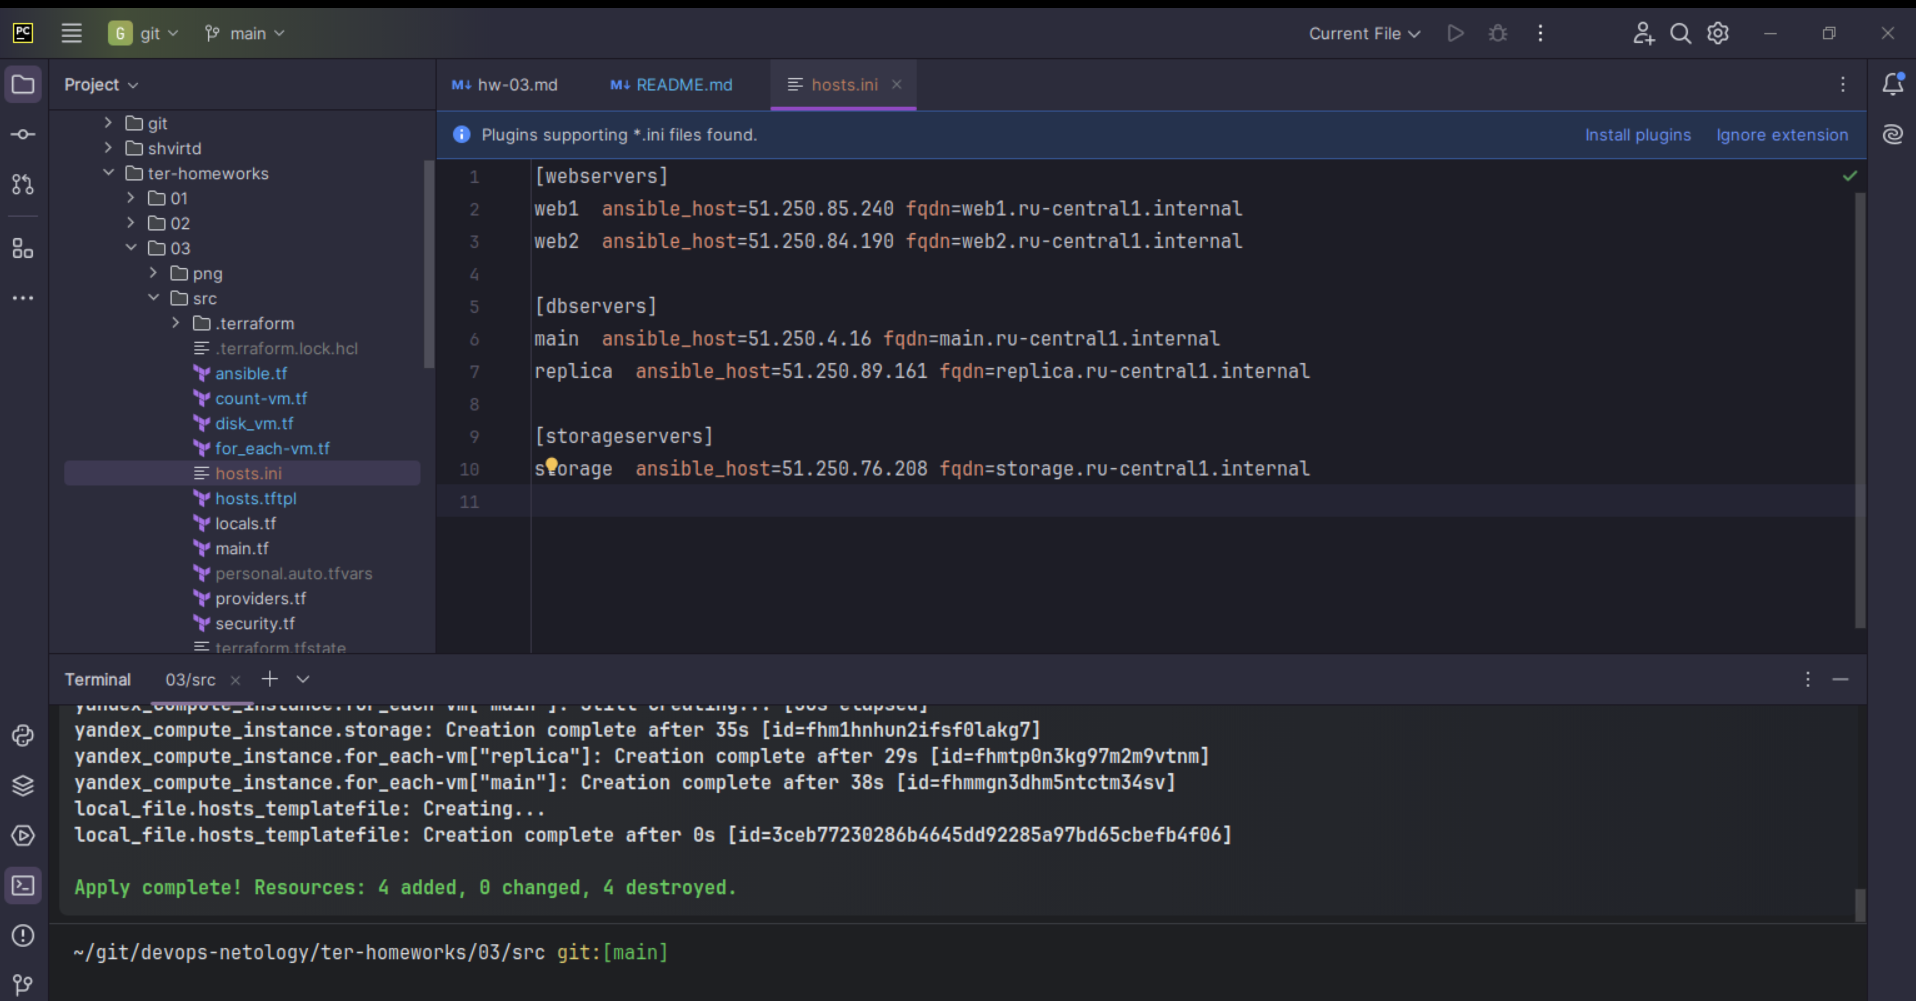 PC G git main Current File
Project
git
shvirtd
ter-homeworks
01
02
03
png
src
.terraform
.terraform.lock.hcl
ansible.tf
count-vm.tf
disk_vm.tf
for_each-vm.tf
hosts.ini
hosts.tftpl
locals.tf
main.tf
personal.auto.tfvars
providers.tf
security.tf
terraform.tfstate
M↓ hw-03.md M↓ README.md hosts.ini
Plugins supporting *.ini files found. Install plugins Ignore extension
1 [webservers]
2 web1  ansible_host=51.250.85.240 fqdn=web1.ru-central1.internal
3 web2  ansible_host=51.250.84.190 fqdn=web2.ru-central1.internal
4
5 [dbservers]
6 main  ansible_host=51.250.4.16 fqdn=main.ru-central1.internal
7 replica  ansible_host=51.250.89.161 fqdn=replica.ru-central1.internal
8
9 [storageservers]
10 storage  ansible_host=51.250.76.208 fqdn=storage.ru-central1.internal
11
Terminal 03/src
yandex_compute_instance.for_each-vm["main"]: Still creating... [30s elapsed]
yandex_compute_instance.storage: Creation complete after 35s [id=fhm1hnhun2ifsf0lakg7]
yandex_compute_instance.for_each-vm["replica"]: Creation complete after 29s [id=fhmtp0n3kg97m2m9vtnm]
yandex_compute_instance.for_each-vm["main"]: Creation complete after 38s [id=fhmmgn3dhm5ntctm34sv]
local_file.hosts_templatefile: Creating...
local_file.hosts_templatefile: Creation complete after 0s [id=3ceb77230286b4645dd92285a97bd65cbefb4f06]
Apply complete! Resources: 4 added, 0 changed, 4 destroyed.
~/git/devops-netology/ter-homeworks/03/src git:[main]